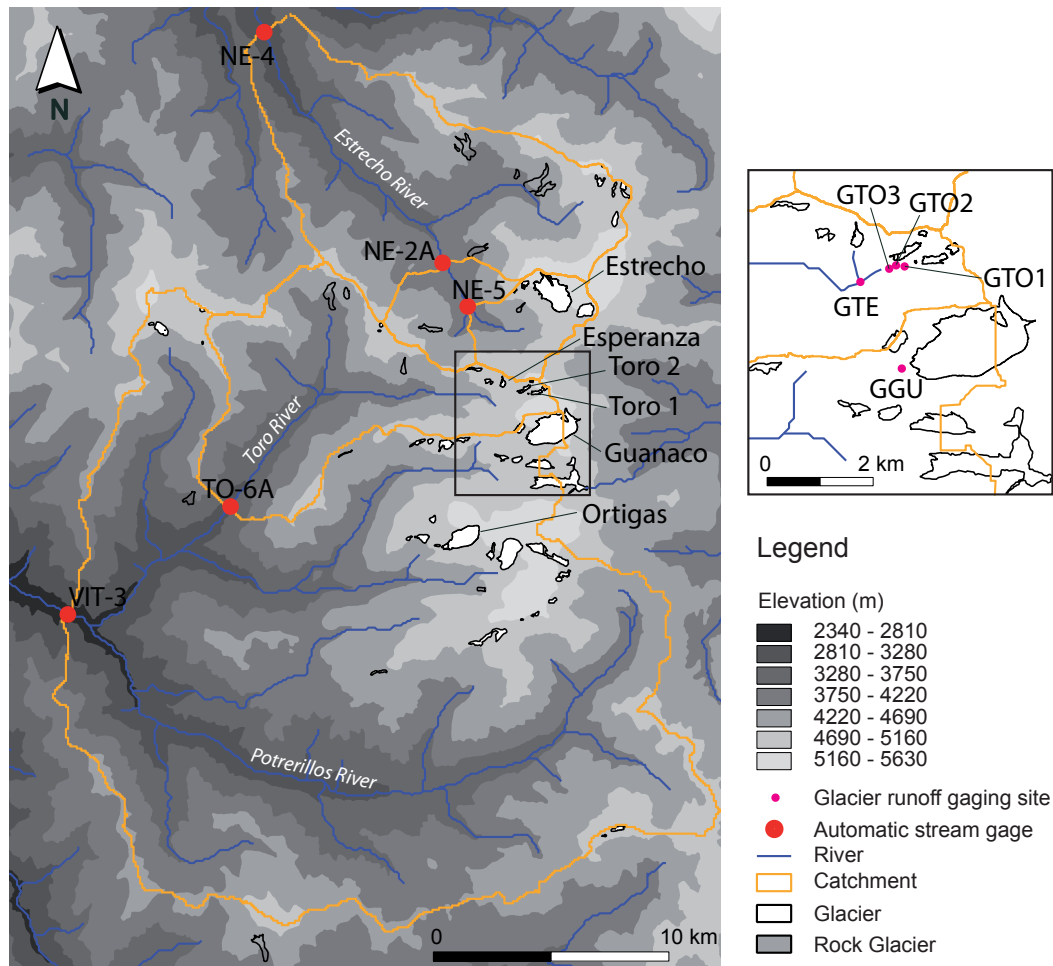 N
NE-4
Estrecho River
NE-2A
NE-5
Estrecho
Esperanza
Toro 2
Toro 1
Guanaco
Toro River
TO-6A
Ortigas
VIT-3
Potrerillos River
0 10 km
GTO3
GTO2
GTO1
GTE
GGU
0 2 km
Legend
Elevation (m)
2340 - 2810
2810 - 3280
3280 - 3750
3750 - 4220
4220 - 4690
4690 - 5160
5160 - 5630
Glacier runoff gaging site
Automatic stream gage
River
Catchment
Glacier
Rock Glacier